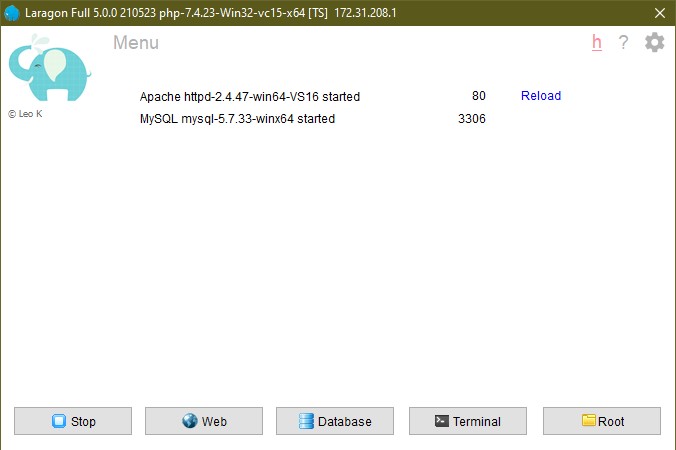 Laragon Full 5.0.0 210523 php-7.4.23-Win32-vc15-x64 [TS]  172.31.208.1
Menu h ?
© Leo K
Apache httpd-2.4.47-win64-VS16 started 80 Reload
MySQL mysql-5.7.33-winx64 started 3306
Stop Web Database Terminal Root